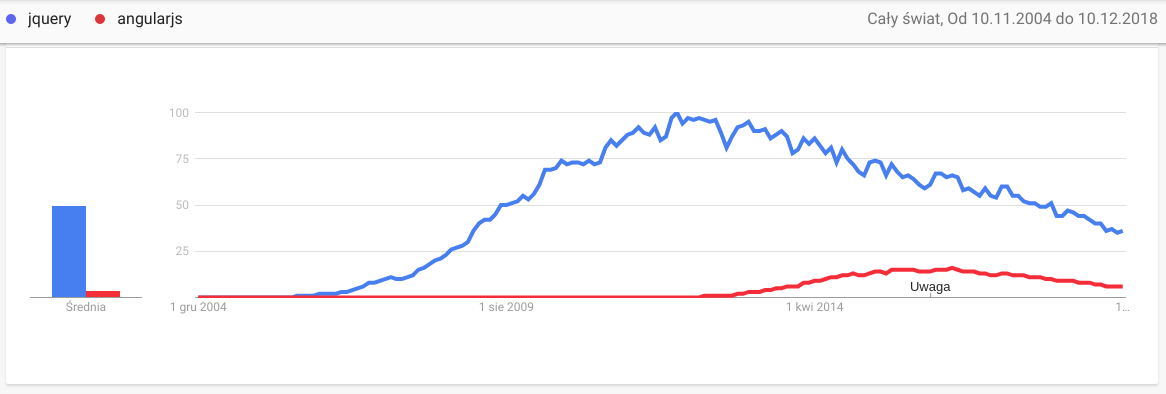 jquery angularjs Cały świat, Od 10.11.2004 do 10.12.2018
100
75
50
25
Uwaga
Średnia 1 gru 2004 1 sie 2009 1 kwi 2014 1...